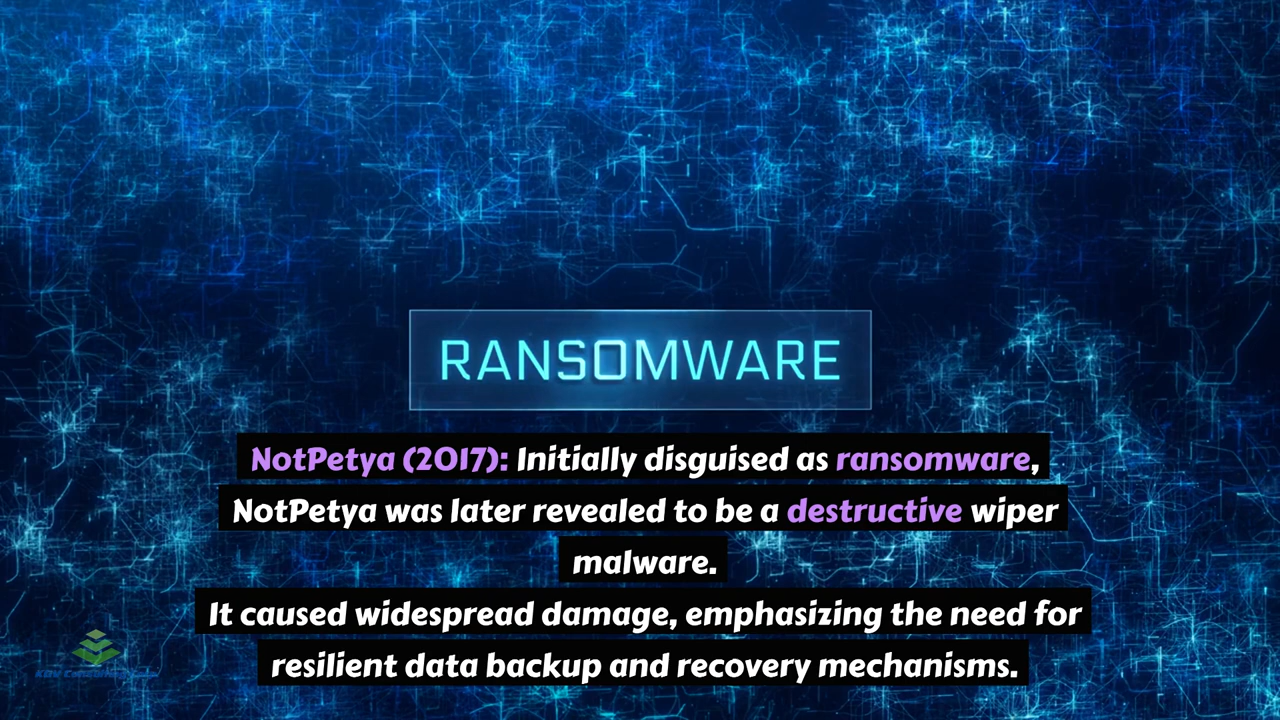 RANSOMWARE
NotPetya (2017): Initially disguised as ransomware,
NotPetya was later revealed to be a destructive wiper
malware.
It caused widespread damage, emphasizing the need for
resilient data backup and recovery mechanisms.